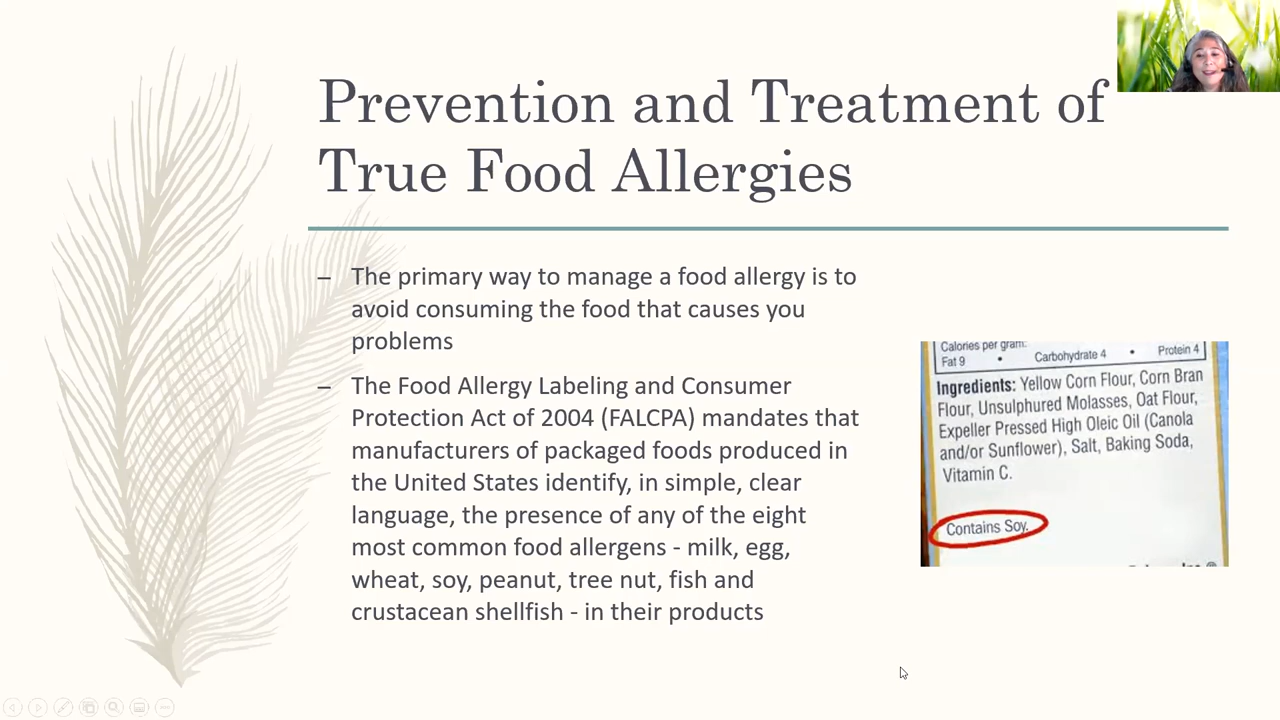 Prevention and Treatment of
True Food Allergies
– The primary way to manage a food allergy is to
avoid consuming the food that causes you
problems
– The Food Allergy Labeling and Consumer
Protection Act of 2004 (FALCPA) mandates that
manufacturers of packaged foods produced in
the United States identify, in simple, clear
language, the presence of any of the eight
most common food allergens - milk, egg,
wheat, soy, peanut, tree nut, fish and
crustacean shellfish - in their products
Calories per gram:
Fat 9 • Carbohydrate 4 • Protein 4
Ingredients: Yellow Corn Flour, Corn Bran
Flour, Unsulphured Molasses, Oat Flour,
Expeller Pressed High Oleic Oil (Canola
and/or Sunflower), Salt, Baking Soda,
Vitamin C.
Contains Soy.